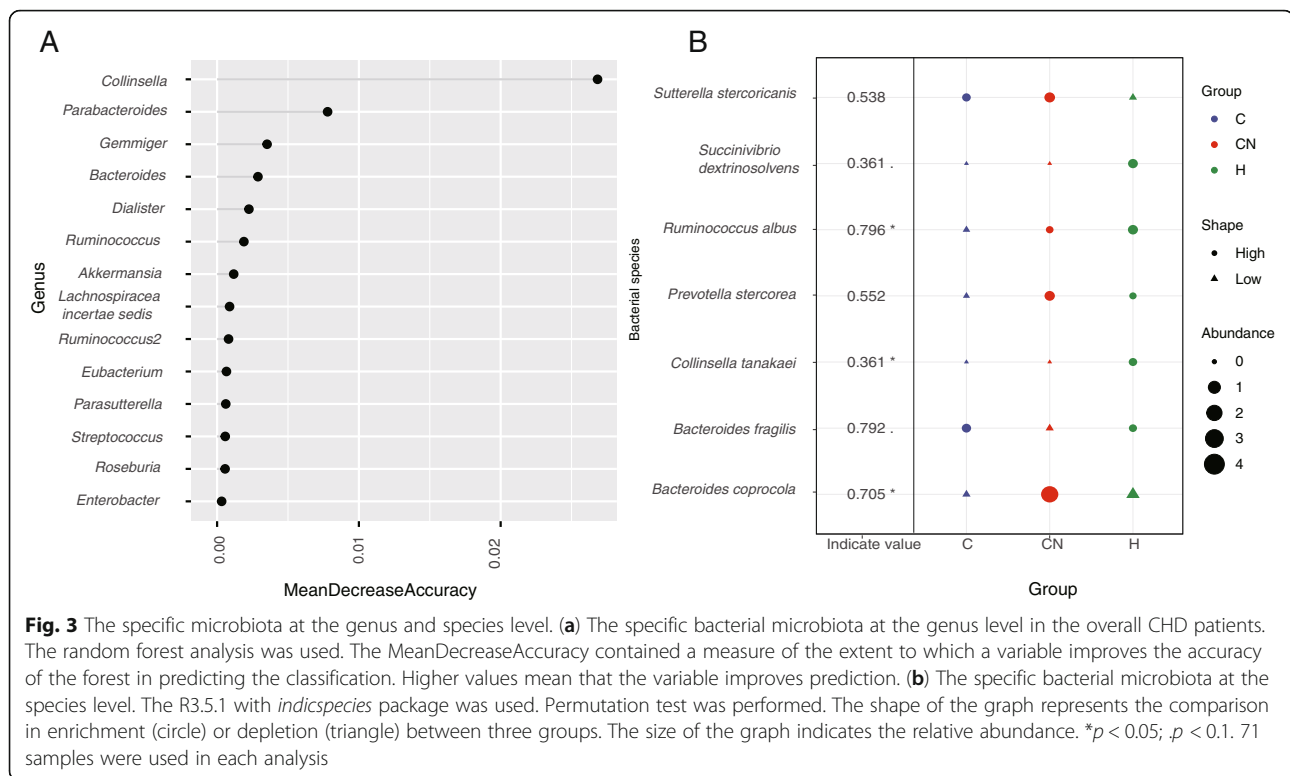 A
Genus
Collinsella
Parabacteroides
Gemmiger
Bacteroides
Dialister
Ruminococcus
Akkermansia
Lachnospiracea
incertae sedis
Ruminococcus2
Eubacterium
Parasutterella
Streptococcus
Roseburia
Enterobacter
0.00
0.01
0.02
MeanDecreaseAccuracy
B
Bacterial species
Sutterella stercoricanis
0.538
Succinivibrio
dextrinosolvens
0.361 .
Ruminococcus albus
0.796 *
Prevotella stercorea
0.552
Collinsella tanakaei
0.361 *
Bacteroides fragilis
0.792 .
Bacteroides coprocola
0.705 *
Indicate value
C
CN
H
Group
Group
C
CN
H
Shape
High
Low
Abundance
0
1
2
3
4
Fig. 3 The specific microbiota at the genus and species level. (a) The specific bacterial microbiota at the genus level in the overall CHD patients.
The random forest analysis was used. The MeanDecreaseAccuracy contained a measure of the extent to which a variable improves the accuracy
of the forest in predicting the classification. Higher values mean that the variable improves prediction. (b) The specific bacterial microbiota at the
species level. The R3.5.1 with indicspecies package was used. Permutation test was performed. The shape of the graph represents the comparison
in enrichment (circle) or depletion (triangle) between three groups. The size of the graph indicates the relative abundance. *p < 0.05; .p < 0.1. 71
samples were used in each analysis